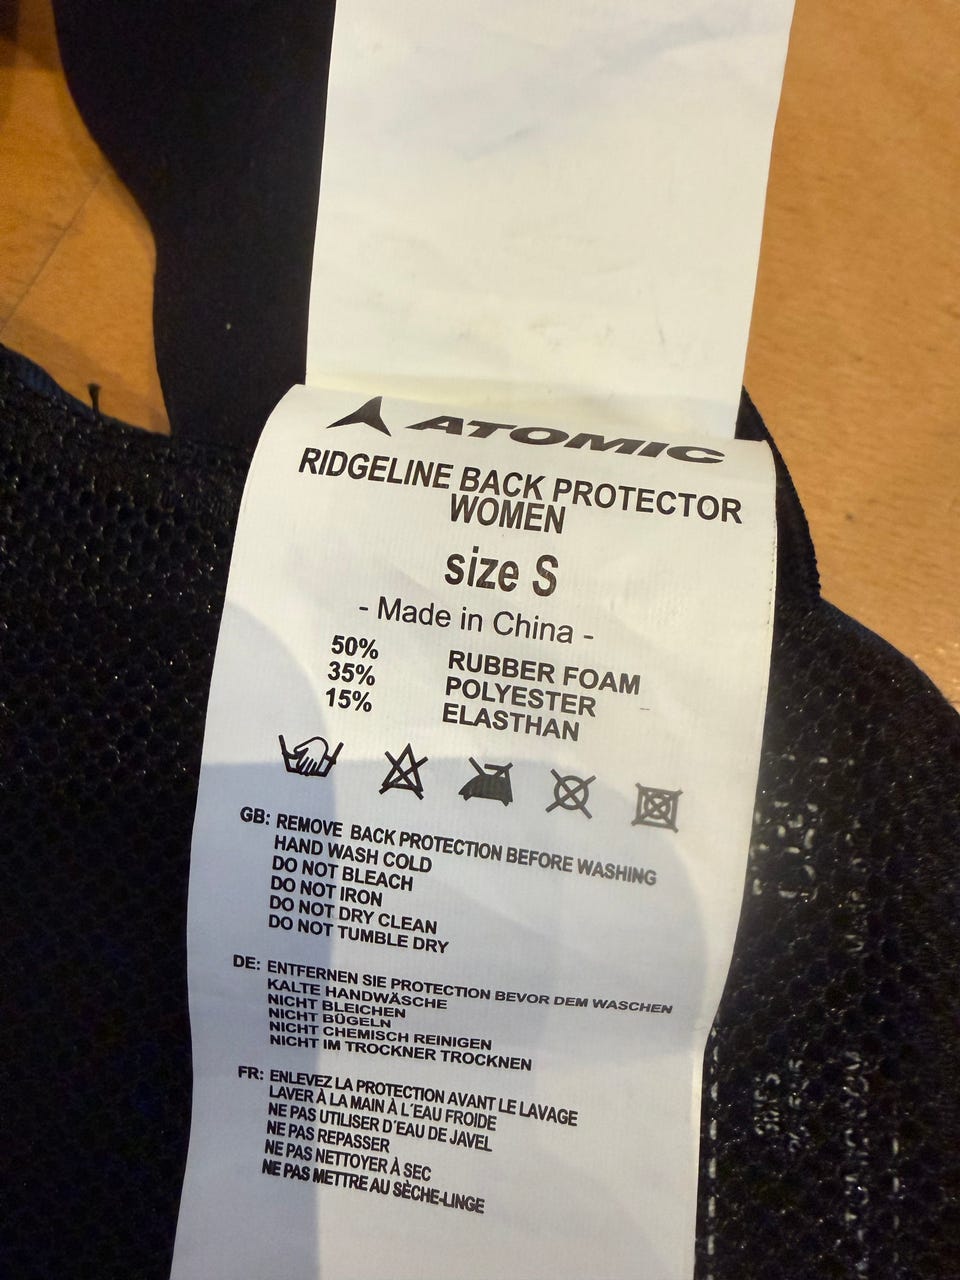 ATOMIC
RIDGELINE BACK PROTECTOR
WOMEN
size S
- Made in China -
50% RUBBER FOAM
35% POLYESTER
15% ELASTHAN
GB: REMOVE BACK PROTECTION BEFORE WASHING
HAND WASH COLD
DO NOT BLEACH
DO NOT IRON
DO NOT DRY CLEAN
DO NOT TUMBLE DRY
DE: ENTFERNEN SIE PROTECTION BEVOR DEM WASCHEN
KALTE HANDWÄSCHE
NICHT BLEICHEN
NICHT BÜGELN
NICHT CHEMISCH REINIGEN
NICHT IM TROCKNER TROCKNEN
FR: ENLEVEZ LA PROTECTION AVANT LE LAVAGE
LAVER À LA MAIN À L´EAU FROIDE
NE PAS UTILISER D´EAU DE JAVEL
NE PAS REPASSER
NE PAS NETTOYER À SEC
NE PAS METTRE AU SÈCHE-LINGE